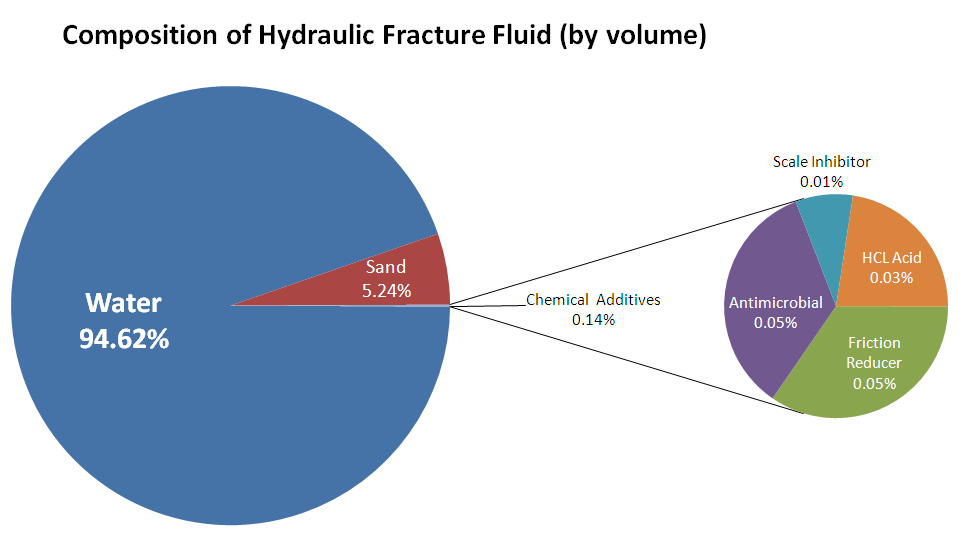 Composition of Hydraulic Fracture Fluid (by volume)
Water
94.62%
Sand
5.24%
Chemical Additives
0.14%
Scale Inhibitor
0.01%
HCL Acid
0.03%
Antimicrobial
0.05%
Friction
Reducer
0.05%